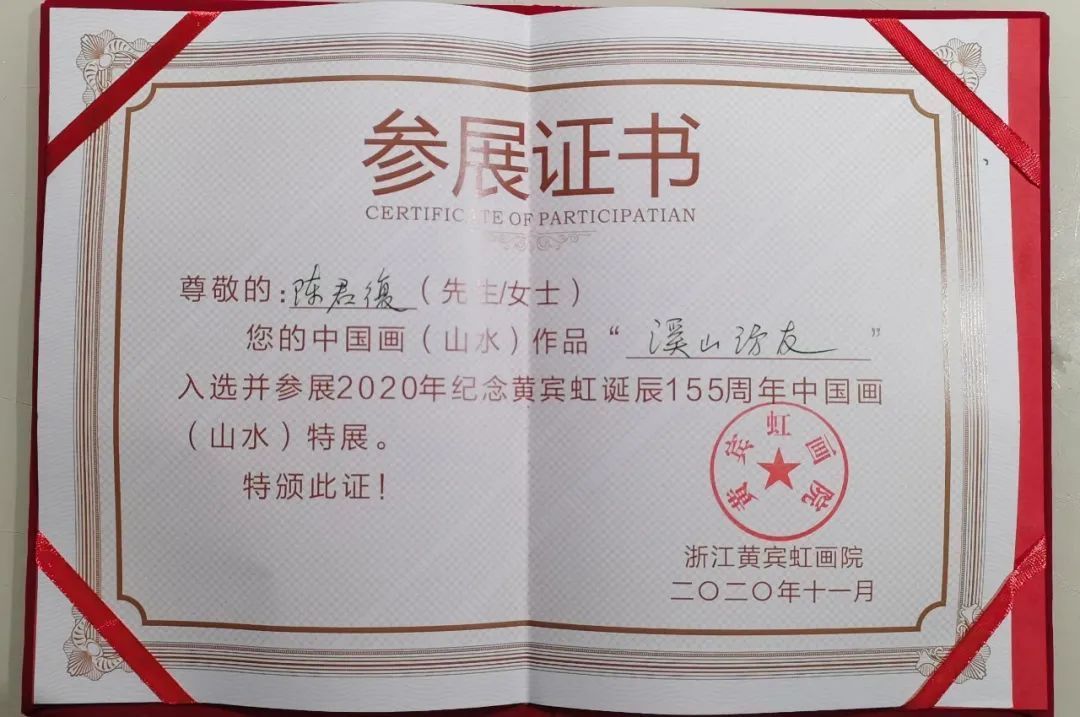 参展证书
CERTIFICATE OF PARTICIPATIAN
尊敬的:陈君復（先生/女士）
您的中国画（山水）作品“溪山访友”
入选并参展2020年纪念黄宾虹诞辰155周年中国画
（山水）特展。
特颁此证！
黄宾虹画院
浙江黄宾虹画院
二〇二〇年十一月